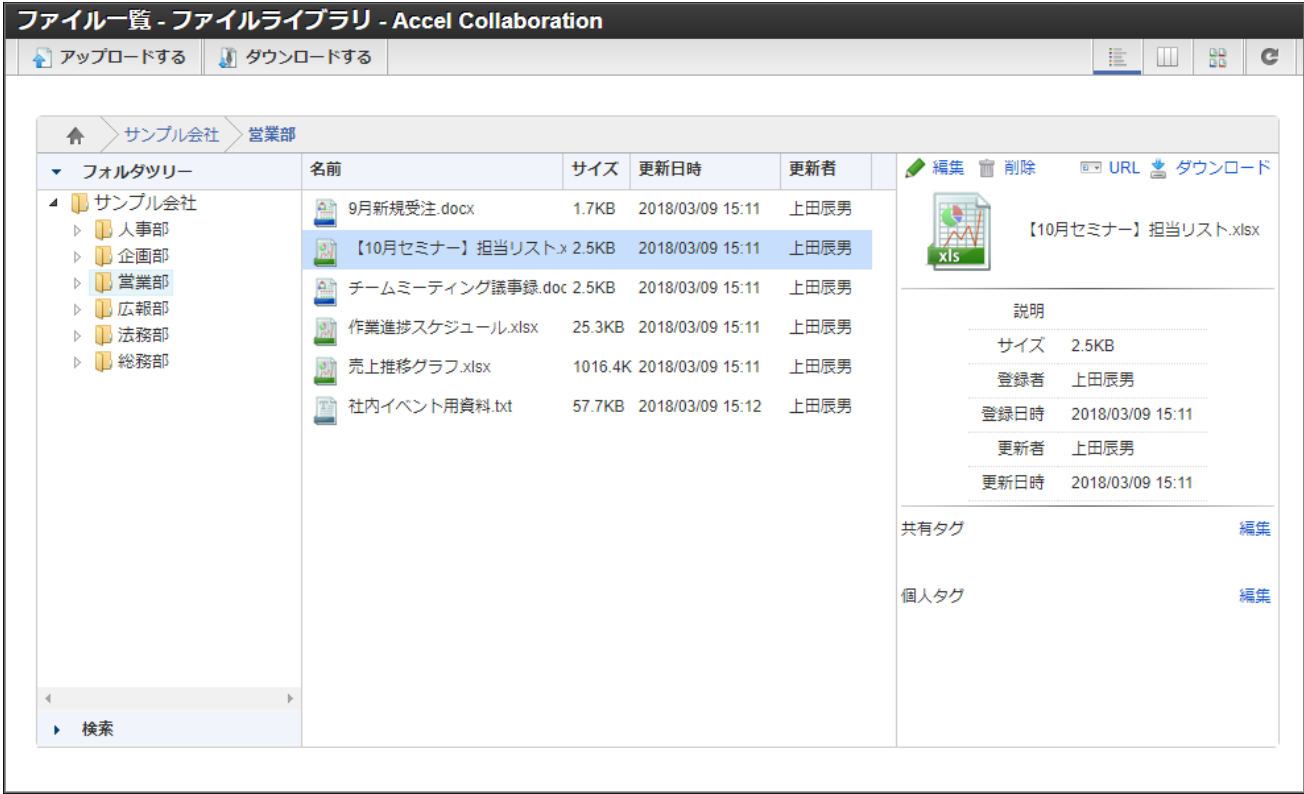 ファイル一覧 - ファイルライブラリ - Accel Collaboration
アップロードする ダウンロードする
サンプル会社 営業部
フォルダツリー
サンプル会社
人事部
企画部
営業部
広報部
法務部
総務部
検索
名前 サイズ 更新日時 更新者
9月新規受注.docx 1.7KB 2018/03/09 15:11 上田辰男
【10月セミナー】担当リスト.x 2.5KB 2018/03/09 15:11 上田辰男
チームミーティング議事録.doc 2.5KB 2018/03/09 15:11 上田辰男
作業進捗スケジュール.xlsx 25.3KB 2018/03/09 15:11 上田辰男
売上推移グラフ.xlsx 1016.4K 2018/03/09 15:11 上田辰男
社内イベント用資料.txt 57.7KB 2018/03/09 15:12 上田辰男
編集 削除 URL ダウンロード
xls
【10月セミナー】担当リスト.xlsx
説明
サイズ 2.5KB
登録者 上田辰男
登録日時 2018/03/09 15:11
更新者 上田辰男
更新日時 2018/03/09 15:11
共有タグ 編集
個人タグ 編集